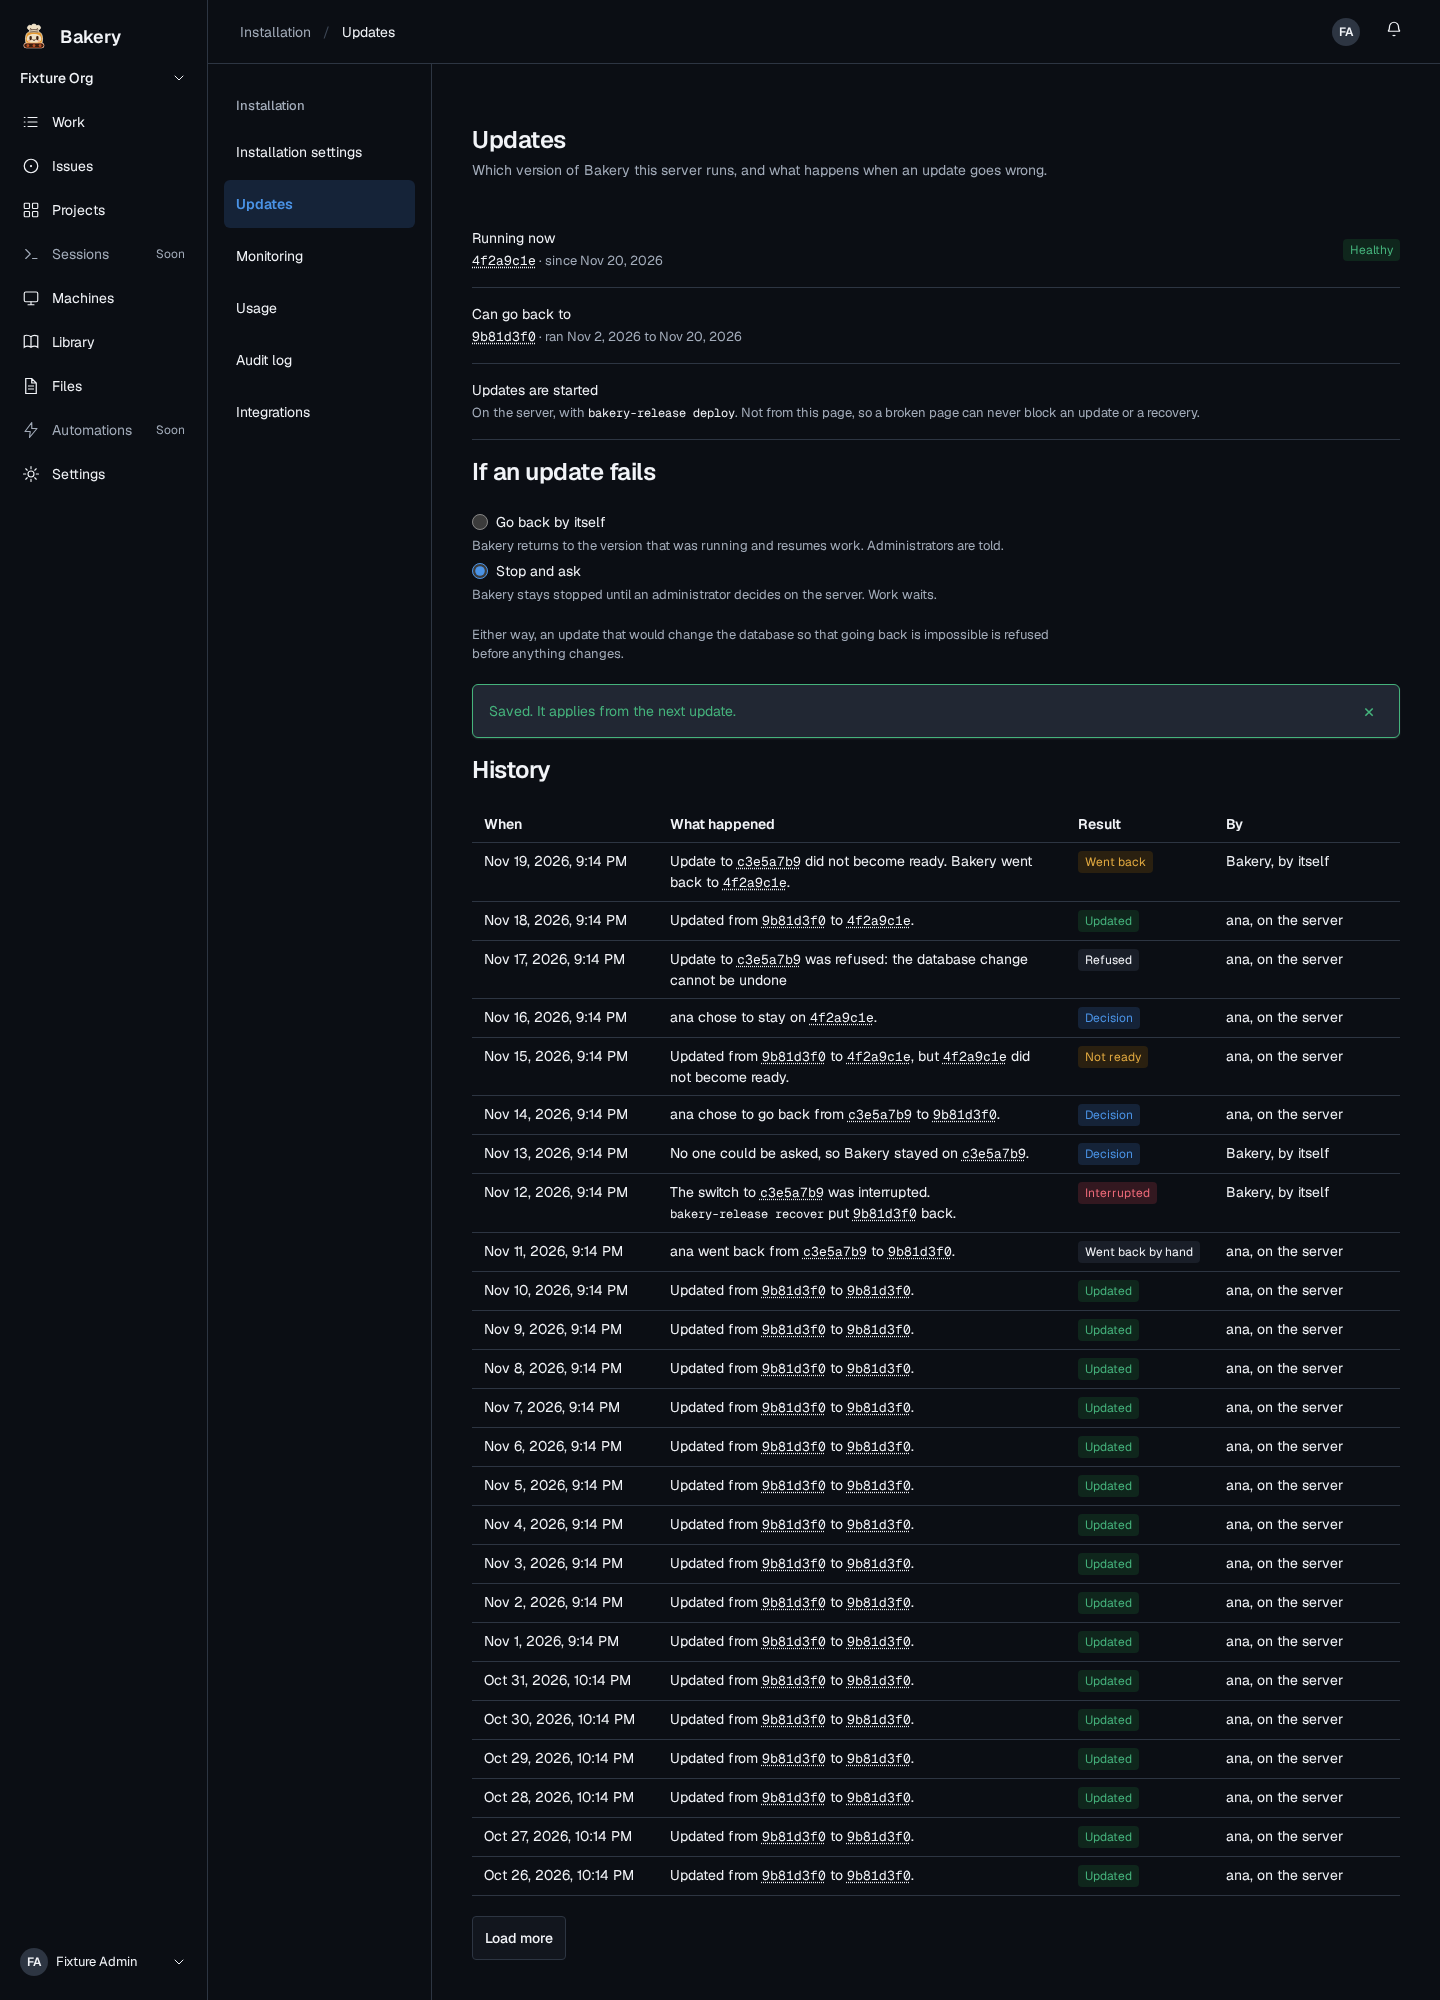 Bakery
Fixture Org
Work
Issues
Projects
Sessions Soon
Machines
Library
Files
Automations Soon
Settings
FA Fixture Admin
Installation / Updates
FA
Installation
Installation settings
Updates
Monitoring
Usage
Audit log
Integrations
Updates
Which version of Bakery this server runs, and what happens when an update goes wrong.
Running now
4f2a9c1e · since Nov 20, 2026
Healthy
Can go back to
9b81d3f0 · ran Nov 2, 2026 to Nov 20, 2026
Updates are started
On the server, with bakery-release deploy. Not from this page, so a broken page can never block an update or a recovery.
If an update fails
Go back by itself
Bakery returns to the version that was running and resumes work. Administrators are told.
Stop and ask
Bakery stays stopped until an administrator decides on the server. Work waits.
Either way, an update that would change the database so that going back is impossible is refused
before anything changes.
Saved. It applies from the next update. ×
History
When What happened Result By
Nov 19, 2026, 9:14 PM Update to c3e5a7b9 did not become ready. Bakery went Went back Bakery, by itself
back to 4f2a9c1e.
Nov 18, 2026, 9:14 PM Updated from 9b81d3f0 to 4f2a9c1e. Updated ana, on the server
Nov 17, 2026, 9:14 PM Update to c3e5a7b9 was refused: the database change Refused ana, on the server
cannot be undone
Nov 16, 2026, 9:14 PM ana chose to stay on 4f2a9c1e. Decision ana, on the server
Nov 15, 2026, 9:14 PM Updated from 9b81d3f0 to 4f2a9c1e, but 4f2a9c1e did Not ready ana, on the server
not become ready.
Nov 14, 2026, 9:14 PM ana chose to go back from c3e5a7b9 to 9b81d3f0. Decision ana, on the server
Nov 13, 2026, 9:14 PM No one could be asked, so Bakery stayed on c3e5a7b9. Decision Bakery, by itself
Nov 12, 2026, 9:14 PM The switch to c3e5a7b9 was interrupted. Interrupted Bakery, by itself
bakery-release recover put 9b81d3f0 back.
Nov 11, 2026, 9:14 PM ana went back from c3e5a7b9 to 9b81d3f0. Went back by hand ana, on the server
Nov 10, 2026, 9:14 PM Updated from 9b81d3f0 to 9b81d3f0. Updated ana, on the server
Nov 9, 2026, 9:14 PM Updated from 9b81d3f0 to 9b81d3f0. Updated ana, on the server
Nov 8, 2026, 9:14 PM Updated from 9b81d3f0 to 9b81d3f0. Updated ana, on the server
Nov 7, 2026, 9:14 PM Updated from 9b81d3f0 to 9b81d3f0. Updated ana, on the server
Nov 6, 2026, 9:14 PM Updated from 9b81d3f0 to 9b81d3f0. Updated ana, on the server
Nov 5, 2026, 9:14 PM Updated from 9b81d3f0 to 9b81d3f0. Updated ana, on the server
Nov 4, 2026, 9:14 PM Updated from 9b81d3f0 to 9b81d3f0. Updated ana, on the server
Nov 3, 2026, 9:14 PM Updated from 9b81d3f0 to 9b81d3f0. Updated ana, on the server
Nov 2, 2026, 9:14 PM Updated from 9b81d3f0 to 9b81d3f0. Updated ana, on the server
Nov 1, 2026, 9:14 PM Updated from 9b81d3f0 to 9b81d3f0. Updated ana, on the server
Oct 31, 2026, 10:14 PM Updated from 9b81d3f0 to 9b81d3f0. Updated ana, on the server
Oct 30, 2026, 10:14 PM Updated from 9b81d3f0 to 9b81d3f0. Updated ana, on the server
Oct 29, 2026, 10:14 PM Updated from 9b81d3f0 to 9b81d3f0. Updated ana, on the server
Oct 28, 2026, 10:14 PM Updated from 9b81d3f0 to 9b81d3f0. Updated ana, on the server
Oct 27, 2026, 10:14 PM Updated from 9b81d3f0 to 9b81d3f0. Updated ana, on the server
Oct 26, 2026, 10:14 PM Updated from 9b81d3f0 to 9b81d3f0. Updated ana, on the server
Load more